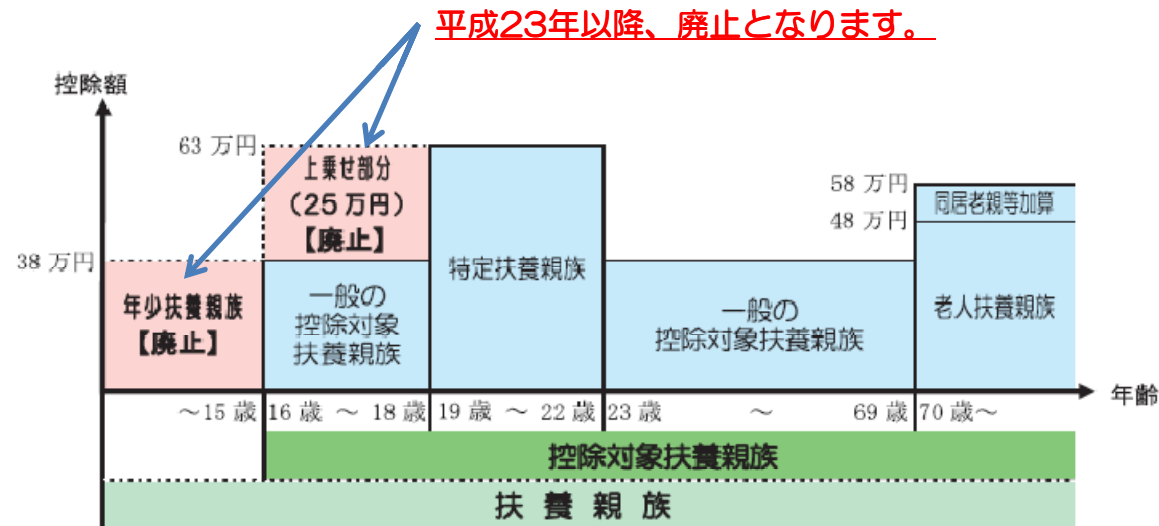 平成23年以降、廃止となります。
控除額
63 万円
上乗せ部分
(25万円)
【廃止】
58 万円
同居老親等加算
48 万円
38 万円
特定扶養親族
年少扶養親族
【廃止】
一般の
控除対象
扶養親族
一般の
控除対象扶養親族
老人扶養親族
年齢
～15 歳
16 歳 ～ 18 歳
19 歳 ～ 22 歳
23 歳 ～ 69 歳
70 歳～
控除対象扶養親族
扶 養 親 族